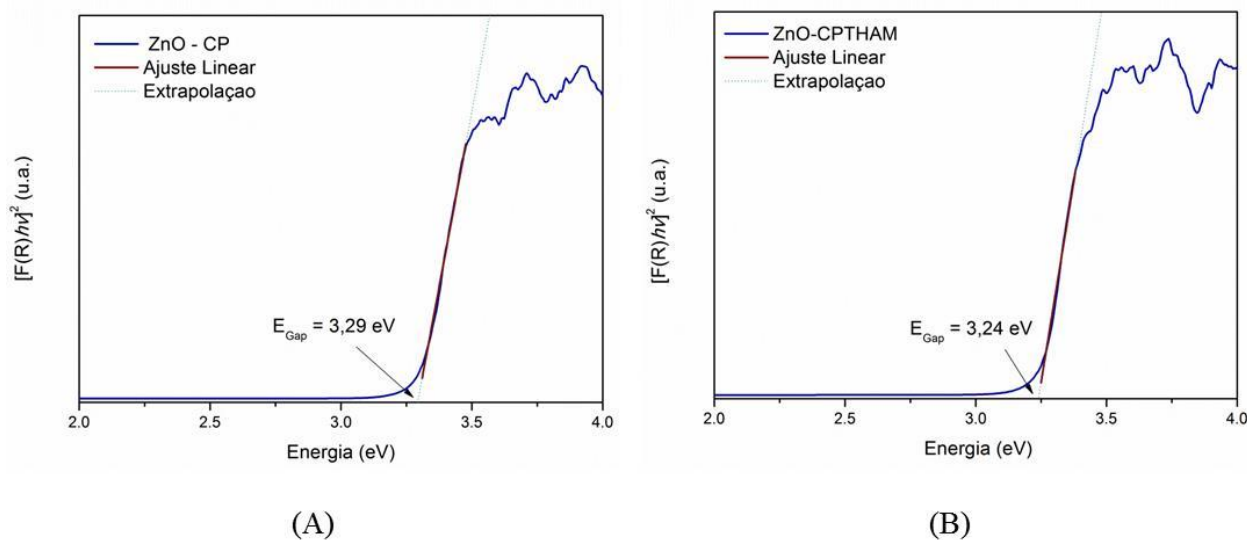 ZnO - CP
Ajuste Linear
Extrapolaçao
[F(R)hν]² (u.a.)
E_Gap = 3,29 eV
2.0 2.5 3.0 3.5 4.0
Energia (eV)
(A)
ZnO-CPTHAM
Ajuste Linear
Extrapolaçao
[F(R)hν]² (u.a.)
E_Gap = 3,24 eV
2.0 2.5 3.0 3.5 4.0
Energia (eV)
(B)